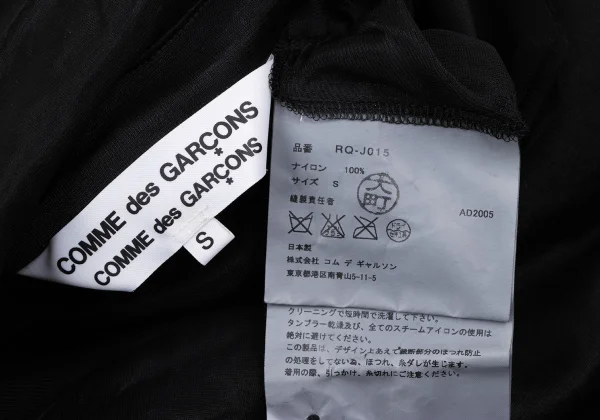 COMME des GARÇONS
COMME des GARÇONS
S
品番 RQ-J015
ナイロン 100%
サイズ S
縫製責任者
大町
AD2005
日本製
株式会社 コム デ ギャルソン
東京都港区南青山5-11-5
クリーニングで短時間で洗濯して下さい。
タンブラー乾燥及び、全てのスチームアイコンの使用は
絶対に避けてください。
この製品は、デザイン上あえて裁断部分のほつれ防止
の処理をしてない為、ほつれ、糸ダレが生じます。
着用の際、引っかけ、糸切れにご注意ください。